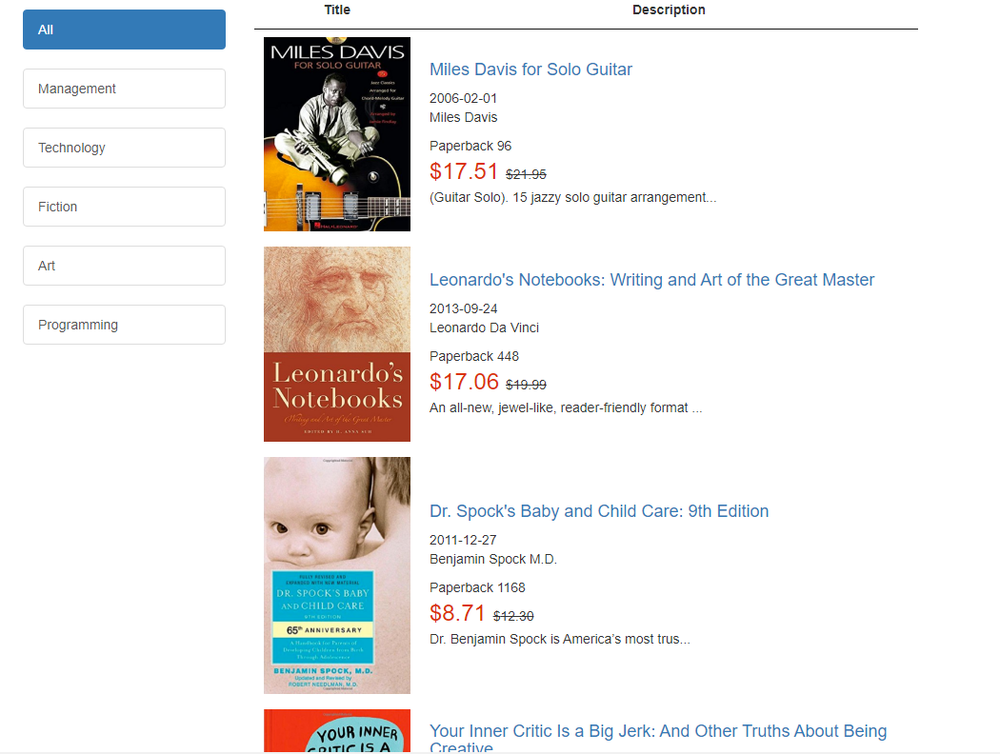 All
Management
Technology
Fiction
Art
Programming
Title Description
MILES DAVIS
FOR SOLO GUITAR
Jazz Classics
Arranged for
Chord-Melody Guitar
Arranged by
HAL•LEONARD
Miles Davis for Solo Guitar
2006-02-01
Miles Davis
Paperback 96
$17.51 $21.95
(Guitar Solo). 15 jazzy solo guitar arrangement...
Leonardo's
Notebooks
Writing and Art of the Great Master
EDITED BY H. ANNA SUH
Leonardo's Notebooks: Writing and Art of the Great Master
2013-09-24
Leonardo Da Vinci
Paperback 448
$17.06 $19.99
An all-new, jewel-like, reader-friendly format ...
FULLY REVISED AND
EXPANDED WITH NEW MATERIAL
DR. SPOCK'S BABY
AND CHILD CARE
9TH EDITION
65th ANNIVERSARY
A Handbook for Parents of
Developing Children from Birth
Through Adolescence
BENJAMIN SPOCK, M.D.
Updated and Revised by
ROBERT NEEDLMAN, M.D.
Dr. Spock's Baby and Child Care: 9th Edition
2011-12-27
Benjamin Spock M.D.
Paperback 1168
$8.71 $12.30
Dr. Benjamin Spock is America's most trus...
YOUR INNER
CRITIC IS A
Your Inner Critic Is a Big Jerk: And Other Truths About Being
Creative